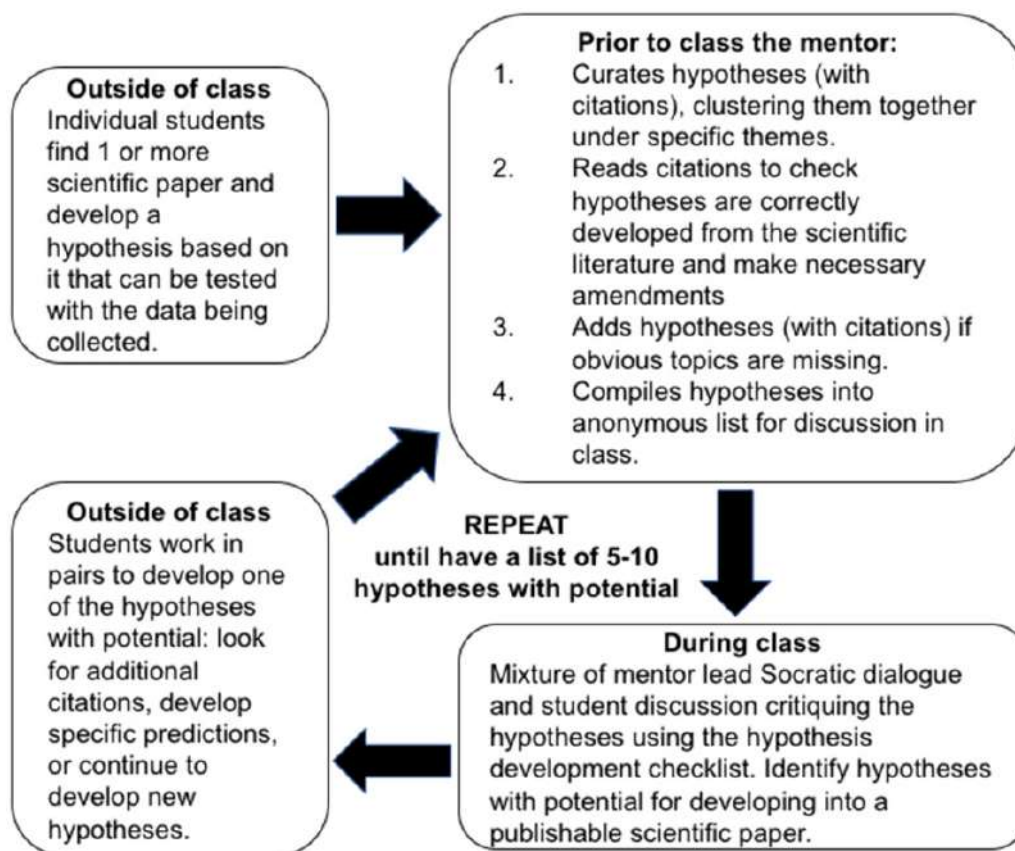 Outside of class
Individual students
find 1 or more
scientific paper and
develop a
hypothesis based on
it that can be tested
with the data being
collected.
Prior to class the mentor:
1. Curates hypotheses (with
citations), clustering them together
under specific themes.
2. Reads citations to check
hypotheses are correctly
developed from the scientific
literature and make necessary
amendments
3. Adds hypotheses (with citations) if
obvious topics are missing.
4. Compiles hypotheses into
anonymous list for discussion in
class.
REPEAT
until have a list of 5-10
hypotheses with potential
During class
Mixture of mentor lead Socratic dialogue
and student discussion critiquing the
hypotheses using the hypothesis
development checklist. Identify hypotheses
with potential for developing into a
publishable scientific paper.
Outside of class
Students work in
pairs to develop one
of the hypotheses
with potential: look
for additional
citations, develop
specific predictions,
or continue to
develop new
hypotheses.